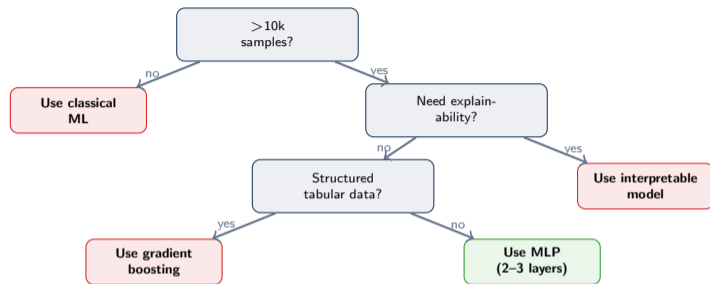 >10k
samples?
no
yes
Use classical
ML
Need explain-
ability?
no
yes
Structured
tabular data?
Use interpretable
model
yes
no
Use gradient
boosting
Use MLP
(2–3 layers)